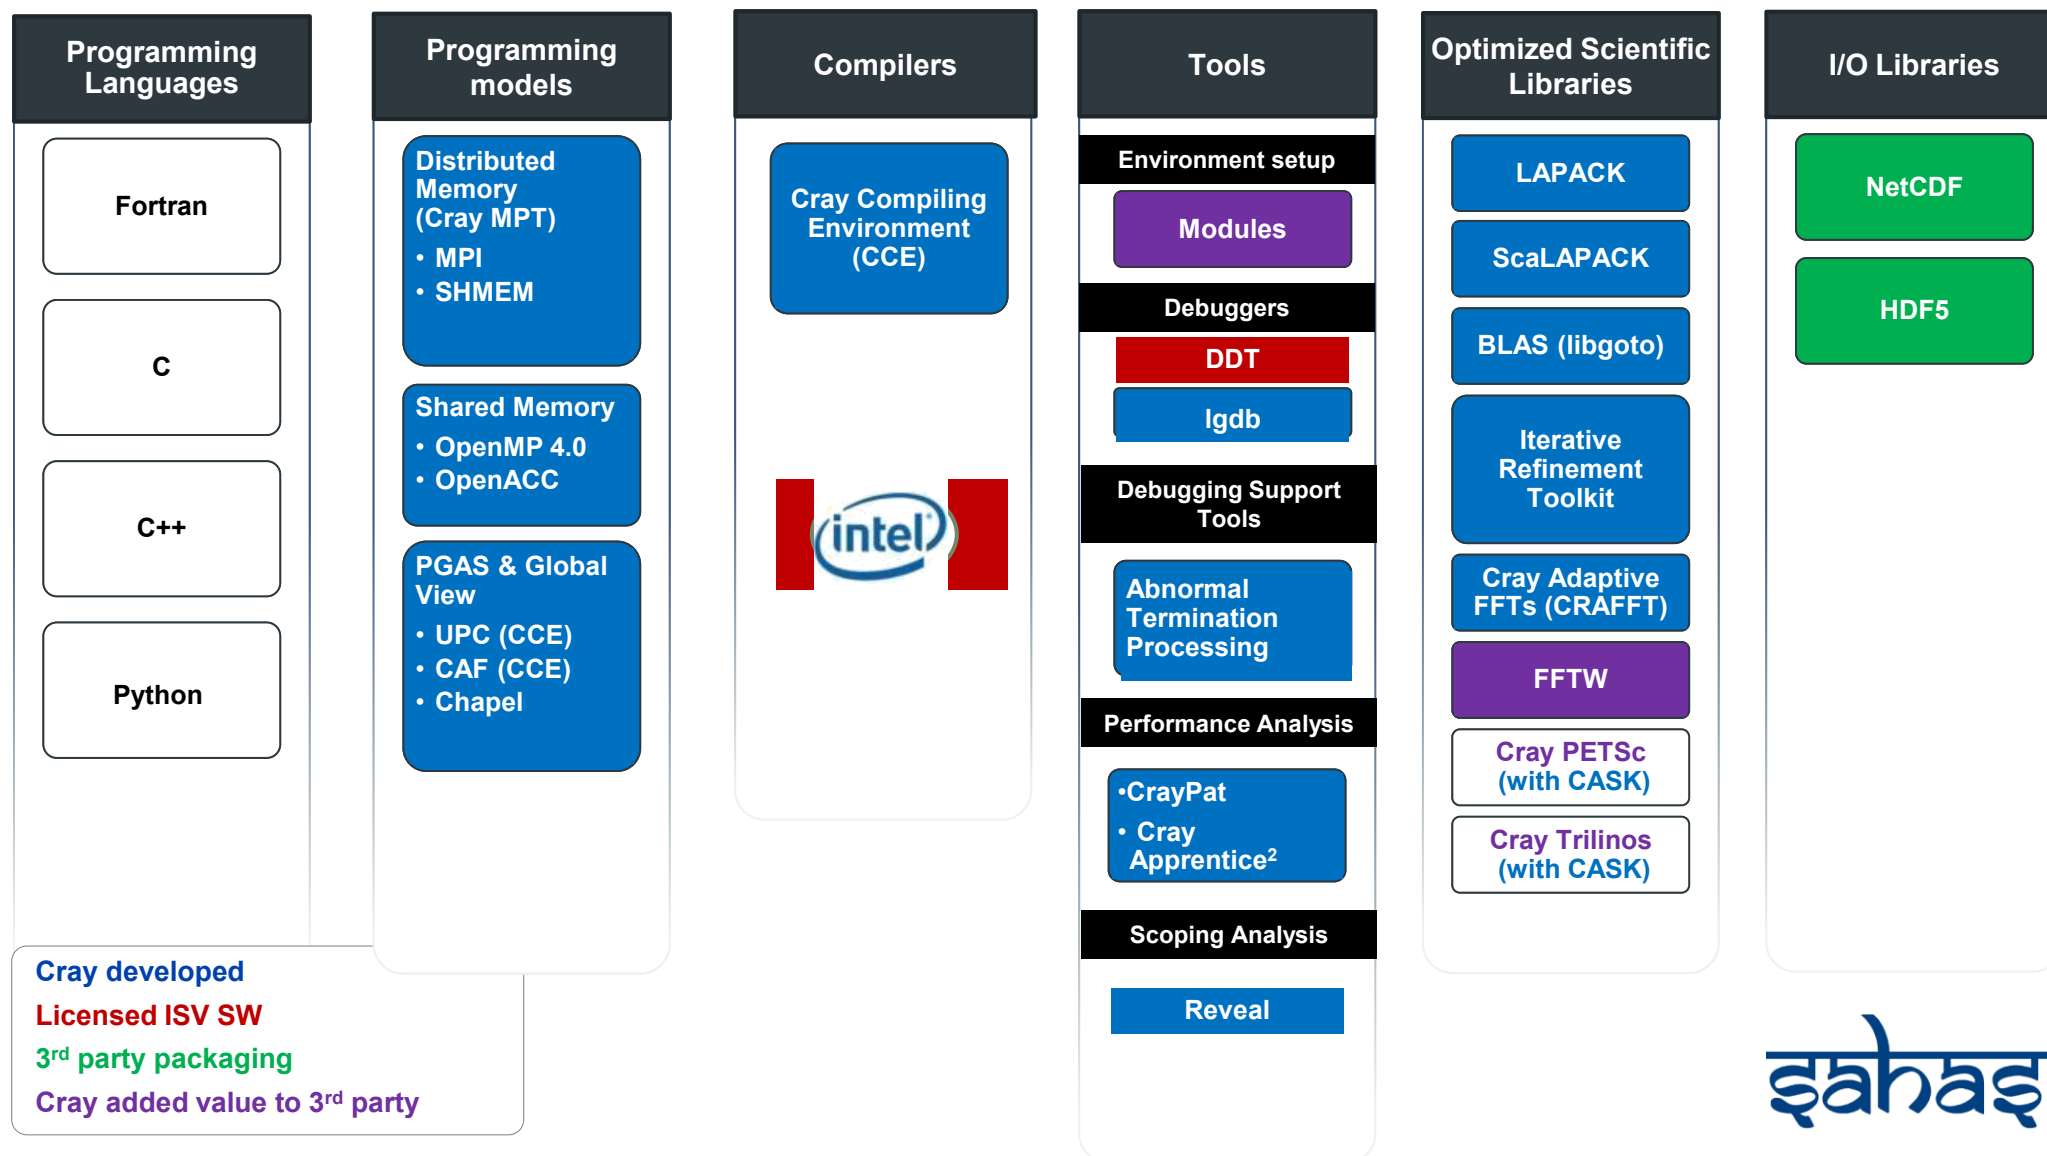 Programming
Languages
Fortran
C
C++
Python
Programming
models
Distributed
Memory
(Cray MPT)
• MPI
• SHMEM
Shared Memory
• OpenMP 4.0
• OpenACC
PGAS & Global
View
• UPC (CCE)
• CAF (CCE)
• Chapel
Compilers
Cray Compiling
Environment
(CCE)
intel
Tools
Environment setup
Modules
Debuggers
DDT
lgdb
Debugging Support
Tools
Abnormal
Termination
Processing
Performance Analysis
•CrayPat
• Cray
Apprentice²
Scoping Analysis
Reveal
Optimized Scientific
Libraries
LAPACK
ScaLAPACK
BLAS (libgoto)
Iterative
Refinement
Toolkit
Cray Adaptive
FFTs (CRAFFT)
FFTW
Cray PETSc
(with CASK)
Cray Trilinos
(with CASK)
I/O Libraries
NetCDF
HDF5
Cray developed
Licensed ISV SW
3rd party packaging
Cray added value to 3rd party
sahas